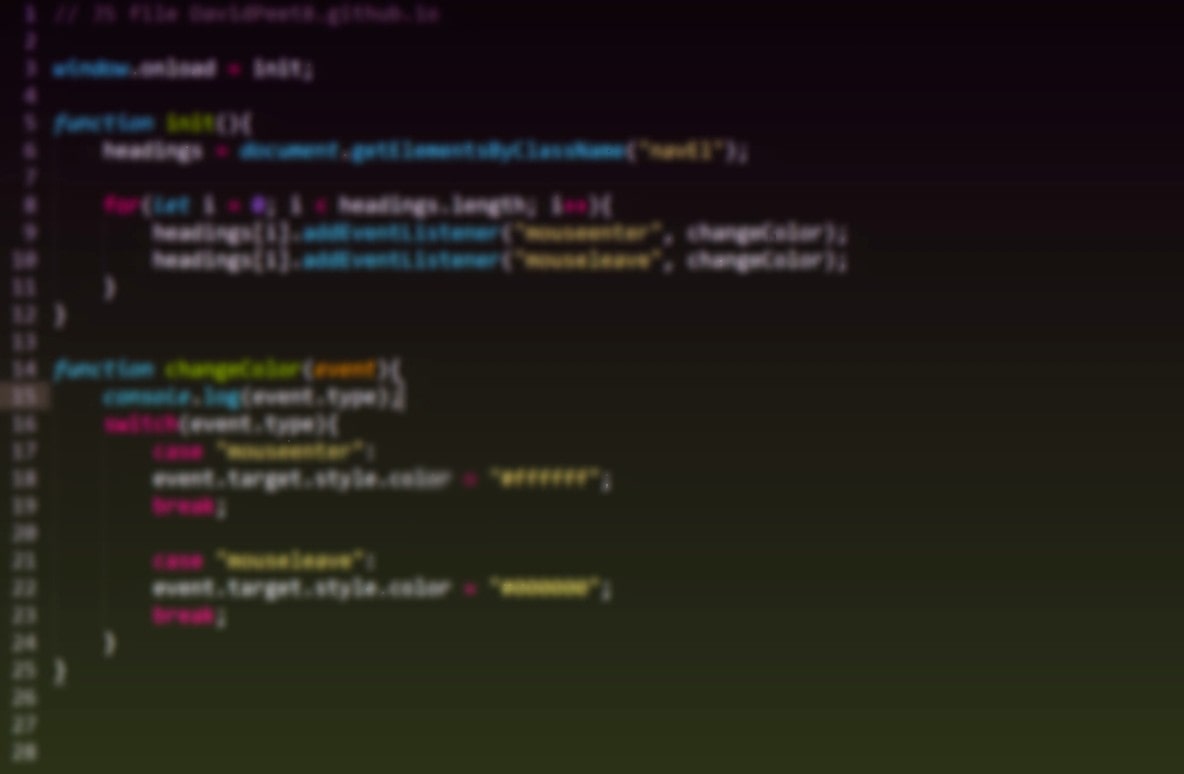 1 // JS file DavidPeet8.github.io
2
3 window.onload = init;
4
5 function init(){
6 headings = document.getElementsByClassName("navEl");
7
8 for(let i = 0; i < headings.length; i++){
9 headings[i].addEventListener("mouseenter", changeColor);
10 headings[i].addEventListener("mouseleave", changeColor);
11 }
12 }
13
14 function changeColor(event){
15 console.log(event.type);
16 switch(event.type){
17 case "mouseenter":
18 event.target.style.color = "#ffffff";
19 break;
20
21 case "mouseleave":
22 event.target.style.color = "#000000";
23 break;
24 }
25 }
26
27
28